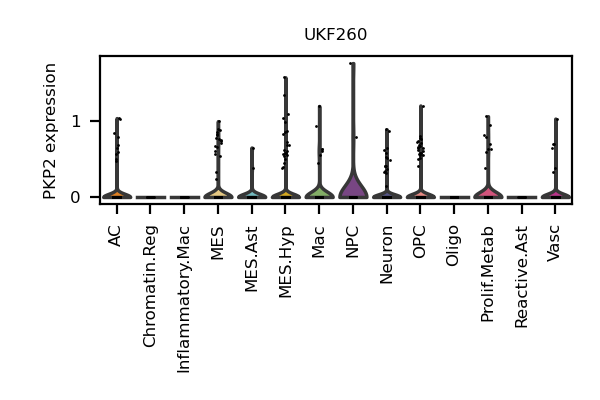 UKF260
PKP2 expression
1
0
AC
Chromatin.Reg
Inflammatory.Mac
MES
MES.Ast
MES.Hyp
Mac
NPC
Neuron
OPC
Oligo
Prolif.Metab
Reactive.Ast
Vasc